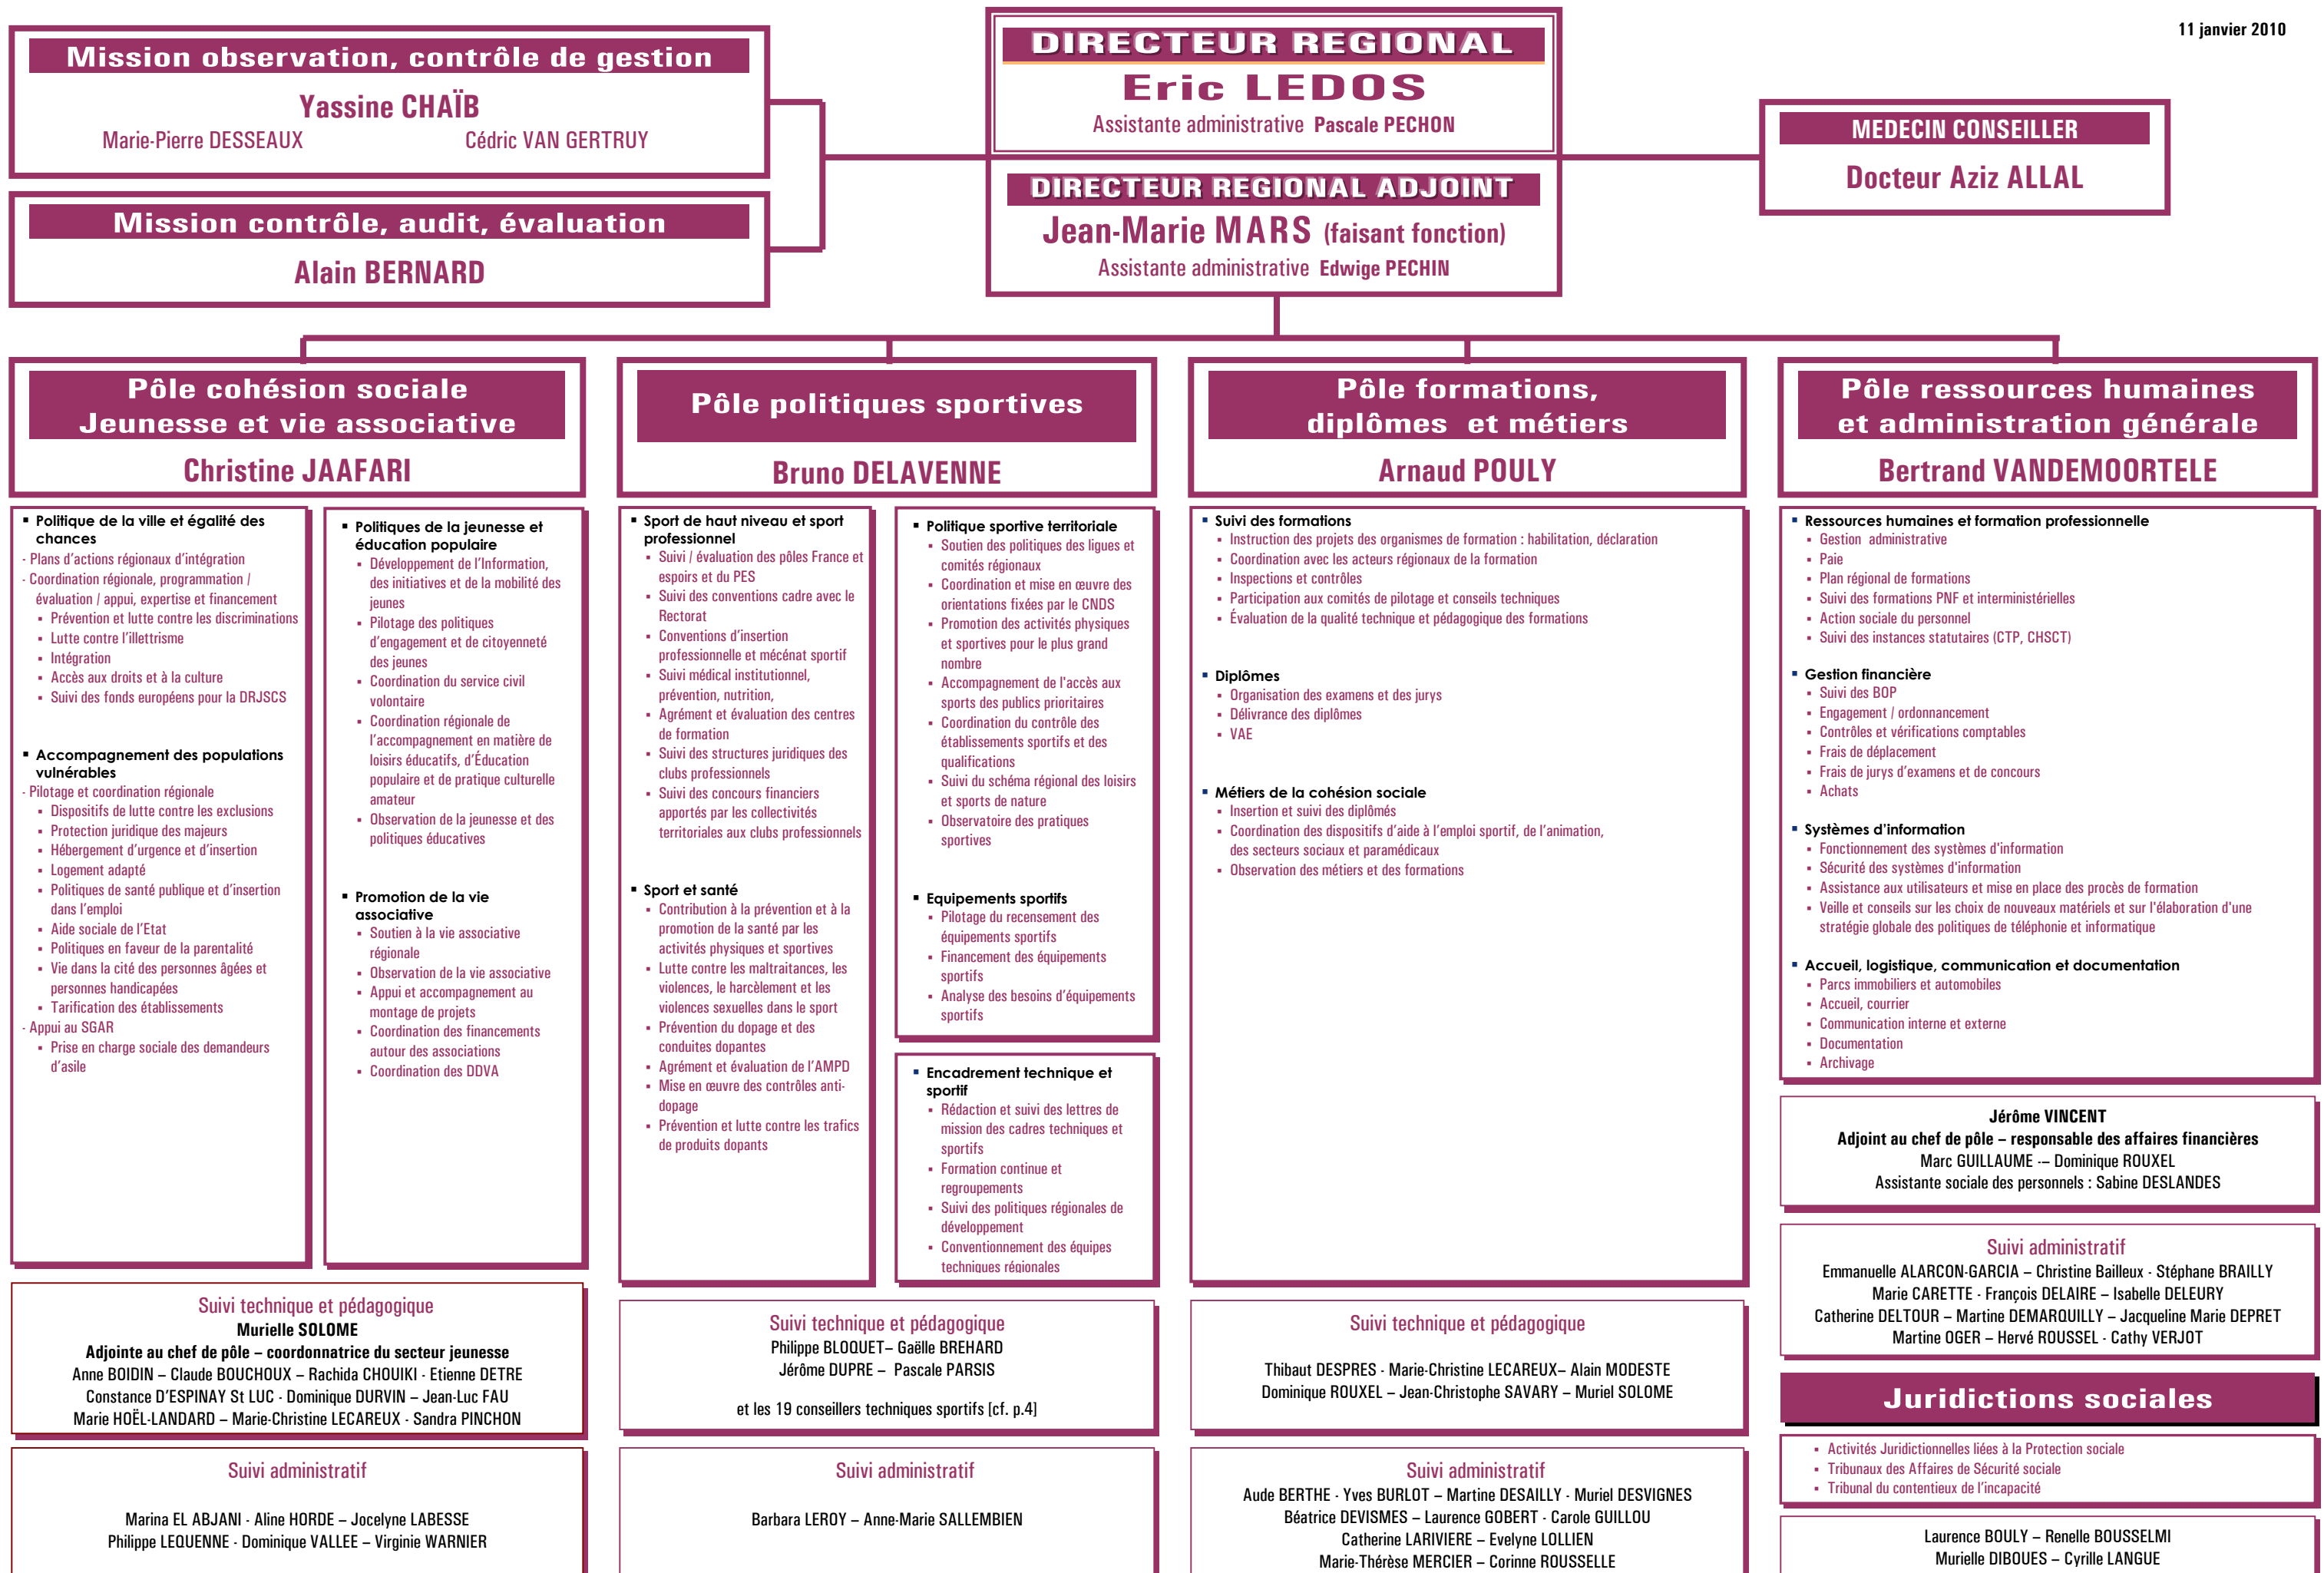 11 janvier 2010
Mission observation, contrôle de gestion
Yassine CHAÏB
Marie-Pierre DESSEAUX Cédric VAN GERTRUY
Mission contrôle, audit, évaluation
Alain BERNARD
DIRECTEUR REGIONAL
Eric LEDOS
Assistante administrative Pascale PECHON
DIRECTEUR REGIONAL ADJOINT
Jean-Marie MARS (faisant fonction)
Assistante administrative Edwige PECHIN
MEDECIN CONSEILLER
Docteur Aziz ALLAL
Pôle cohésion sociale
Jeunesse et vie associative
Christine JAAFARI
▪ Politique de la ville et égalité des
chances
- Plans d'actions régionaux d'intégration
- Coordination régionale, programmation /
évaluation / appui, expertise et financement
▪ Prévention et lutte contre les discriminations
▪ Lutte contre l'illettrisme
▪ Intégration
▪ Accès aux droits et à la culture
▪ Suivi des fonds européens pour la DRJSCS
▪ Accompagnement des populations
vulnérables
- Pilotage et coordination régionale
▪ Dispositifs de lutte contre les exclusions
▪ Protection juridique des majeurs
▪ Hébergement d'urgence et d'insertion
▪ Logement adapté
▪ Politiques de santé publique et d'insertion
dans l'emploi
▪ Aide sociale de l'Etat
▪ Politiques en faveur de la parentalité
▪ Vie dans la cité des personnes âgées et
personnes handicapées
▪ Tarification des établissements
- Appui au SGAR
▪ Prise en charge sociale des demandeurs
d'asile
▪ Politiques de la jeunesse et
éducation populaire
▪ Développement de l'Information,
des initiatives et de la mobilité des
jeunes
▪ Pilotage des politiques
d'engagement et de citoyenneté
des jeunes
▪ Coordination du service civil
volontaire
▪ Coordination régionale de
l'accompagnement en matière de
loisirs éducatifs, d'Éducation
populaire et de pratique culturelle
amateur
▪ Observation de la jeunesse et des
politiques éducatives
▪ Promotion de la vie
associative
▪ Soutien à la vie associative
régionale
▪ Observation de la vie associative
▪ Appui et accompagnement au
montage de projets
▪ Coordination des financements
autour des associations
▪ Coordination des DDVA
Suivi technique et pédagogique
Murielle SOLOME
Adjointe au chef de pôle – coordonnatrice du secteur jeunesse
Anne BOIDIN – Claude BOUCHOUX – Rachida CHOUIKI - Etienne DETRE
Constance D'ESPINAY St LUC - Dominique DURVIN – Jean-Luc FAU
Marie HOËL-LANDARD – Marie-Christine LECAREUX - Sandra PINCHON
Suivi administratif
Marina EL ABJANI - Aline HORDE – Jocelyne LABESSE
Philippe LEQUENNE - Dominique VALLEE – Virginie WARNIER
Pôle politiques sportives
Bruno DELAVENNE
▪ Sport de haut niveau et sport
professionnel
▪ Suivi / évaluation des pôles France et
espoirs et du PES
▪ Suivi des conventions cadre avec le
Rectorat
▪ Conventions d'insertion
professionnelle et mécénat sportif
▪ Suivi médical institutionnel,
prévention, nutrition,
▪ Agrément et évaluation des centres
de formation
▪ Suivi des structures juridiques des
clubs professionnels
▪ Suivi des concours financiers
apportés par les collectivités
territoriales aux clubs professionnels
▪ Sport et santé
▪ Contribution à la prévention et à la
promotion de la santé par les
activités physiques et sportives
▪ Lutte contre les maltraitances, les
violences, le harcèlement et les
violences sexuelles dans le sport
▪ Prévention du dopage et des
conduites dopantes
▪ Agrément et évaluation de l'AMPD
▪ Mise en œuvre des contrôles anti-
dopage
▪ Prévention et lutte contre les trafics
de produits dopants
▪ Politique sportive territoriale
▪ Soutien des politiques des ligues et
comités régionaux
▪ Coordination et mise en œuvre des
orientations fixées par le CNDS
▪ Promotion des activités physiques
et sportives pour le plus grand
nombre
▪ Accompagnement de l'accès aux
sports des publics prioritaires
▪ Coordination du contrôle des
établissements sportifs et des
qualifications
▪ Suivi du schéma régional des loisirs
et sports de nature
▪ Observatoire des pratiques
sportives
▪ Equipements sportifs
▪ Pilotage du recensement des
équipements sportifs
▪ Financement des équipements
sportifs
▪ Analyse des besoins d'équipements
sportifs
▪ Encadrement technique et
sportif
▪ Rédaction et suivi des lettres de
mission des cadres techniques et
sportifs
▪ Formation continue et
regroupements
▪ Suivi des politiques régionales de
développement
▪ Conventionnement des équipes
techniques régionales
Suivi technique et pédagogique
Philippe BLOQUET– Gaëlle BREHARD
Jérôme DUPRE – Pascale PARSIS
et les 19 conseillers techniques sportifs [cf. p.4]
Suivi administratif
Barbara LEROY – Anne-Marie SALLEMBIEN
Pôle formations,
diplômes et métiers
Arnaud POULY
▪ Suivi des formations
▪ Instruction des projets des organismes de formation : habilitation, déclaration
▪ Coordination avec les acteurs régionaux de la formation
▪ Inspections et contrôles
▪ Participation aux comités de pilotage et conseils techniques
▪ Évaluation de la qualité technique et pédagogique des formations
▪ Diplômes
▪ Organisation des examens et des jurys
▪ Délivrance des diplômes
▪ VAE
▪ Métiers de la cohésion sociale
▪ Insertion et suivi des diplômés
▪ Coordination des dispositifs d'aide à l'emploi sportif, de l'animation,
des secteurs sociaux et paramédicaux
▪ Observation des métiers et des formations
Suivi technique et pédagogique
Thibaut DESPRES - Marie-Christine LECAREUX– Alain MODESTE
Dominique ROUXEL – Jean-Christophe SAVARY– Muriel SOLOME
Suivi administratif
Aude BERTHE - Yves BURLOT – Martine DESAILLY - Muriel DESVIGNES
Béatrice DEVISMES – Laurence GOBERT - Carole GUILLOU
Catherine LARIVIERE – Evelyne LOLLIEN
Marie-Thérèse MERCIER – Corinne ROUSSELLE
Pôle ressources humaines
et administration générale
Bertrand VANDEMOORTELE
▪ Ressources humaines et formation professionnelle
▪ Gestion administrative
▪ Paie
▪ Plan régional de formations
▪ Suivi des formations PNF et interministérielles
▪ Action sociale du personnel
▪ Suivi des instances statutaires (CTP, CHSCT)
▪ Gestion financière
▪ Suivi des BOP
▪ Engagement / ordonnancement
▪ Contrôles et vérifications comptables
▪ Frais de déplacement
▪ Frais de jurys d'examens et de concours
▪ Achats
▪ Systèmes d'information
▪ Fonctionnement des systèmes d'information
▪ Sécurité des systèmes d'information
▪ Assistance aux utilisateurs et mise en place des procès de formation
▪ Veille et conseils sur les choix de nouveaux matériels et sur l'élaboration d'une
stratégie globale des politiques de téléphonie et informatique
▪ Accueil, logistique, communication et documentation
▪ Parcs immobiliers et automobiles
▪ Accueil, courrier
▪ Communication interne et externe
▪ Documentation
▪ Archivage
Jérôme VINCENT
Adjoint au chef de pôle – responsable des affaires financières
Marc GUILLAUME -– Dominique ROUXEL
Assistante sociale des personnels : Sabine DESLANDES
Suivi administratif
Emmanuelle ALARCON-GARCIA – Christine Bailleux - Stéphane BRAILLY
Marie CARETTE - François DELAIRE – Isabelle DELEURY
Catherine DELTOUR – Martine DEMARQUILLY – Jacqueline Marie DEPRET
Martine OGER – Hervé ROUSSEL - Cathy VERJOT
Juridictions sociales
▪ Activités Juridictionnelles liées à la Protection sociale
▪ Tribunaux des Affaires de Sécurité sociale
▪ Tribunal du contentieux de l'incapacité
Laurence BOULY – Renelle BOUSSELMI
Murielle DIBOUES – Cyrille LANGUE